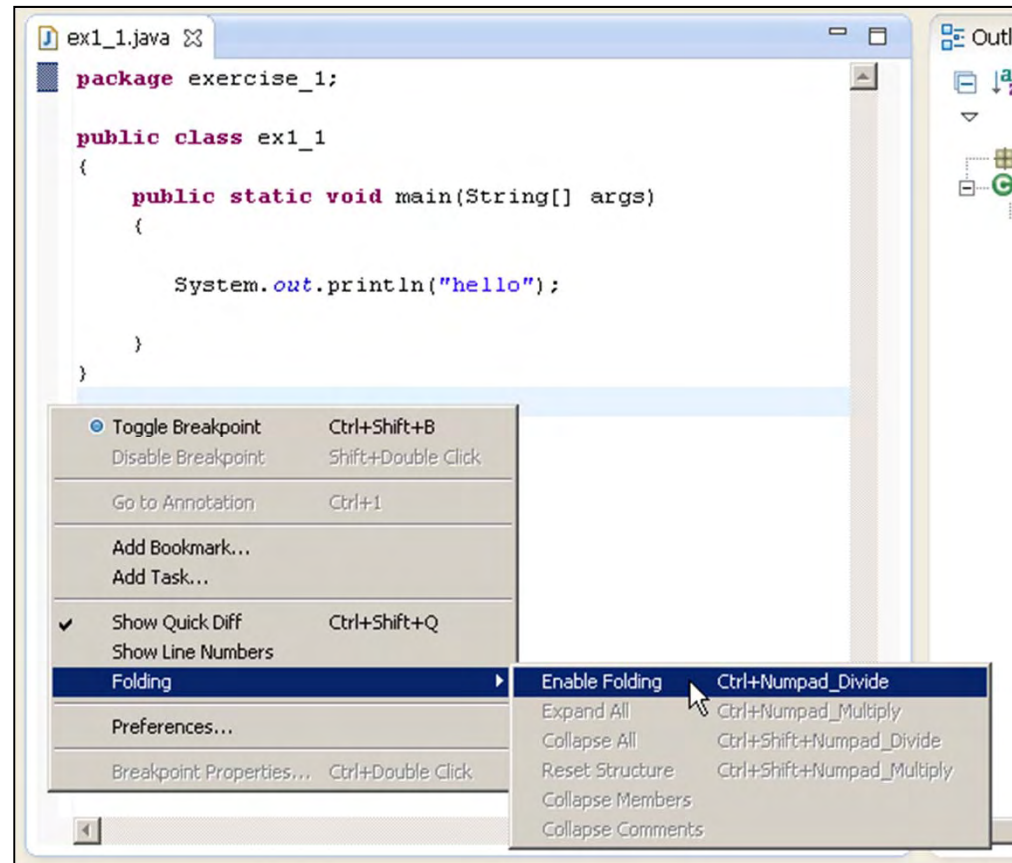 ex1_1.java
Outl
package exercise_1;
public class ex1_1
{
public static void main(String[] args)
{
System.out.println("hello");
}
}
Toggle Breakpoint Ctrl+Shift+B
Disable Breakpoint Shift+Double Click
Go to Annotation Ctrl+1
Add Bookmark...
Add Task...
Show Quick Diff Ctrl+Shift+Q
Show Line Numbers
Folding
Preferences...
Breakpoint Properties... Ctrl+Double Click
Enable Folding Ctrl+Numpad_Divide
Expand All Ctrl+Numpad_Multiply
Collapse All Ctrl+Shift+Numpad_Divide
Reset Structure Ctrl+Shift+Numpad_Multiply
Collapse Members
Collapse Comments